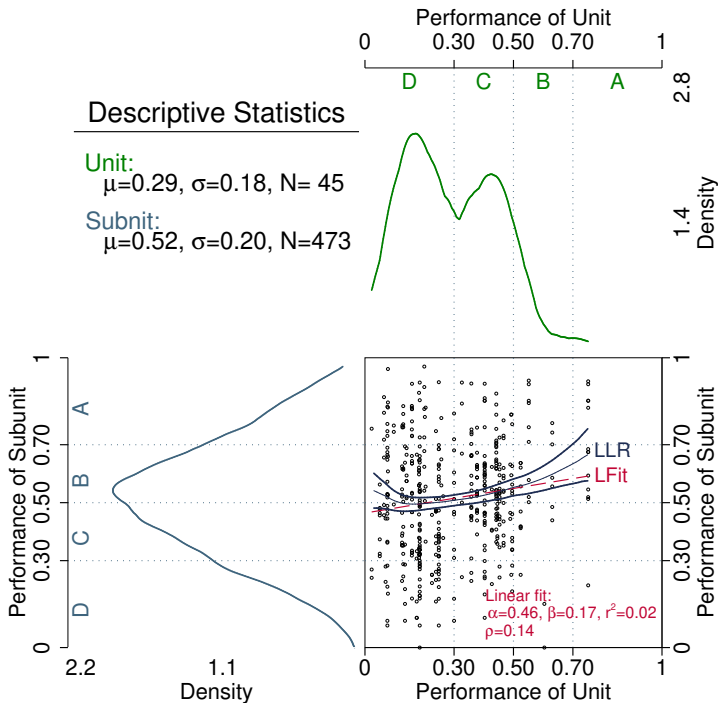 Performance of Unit
0 0.30 0.50 0.70 1
D C B A
Descriptive Statistics
Unit:
μ=0.29, σ=0.18, N= 45
Subnit:
μ=0.52, σ=0.20, N=473
2.8
1.4
Density
1
0.70
0.50
0.30
0
Performance of Subunit
A
B
C
D
2.2 1.1
Density
LLR
LFit
Linear fit:
α=0.46, β=0.17, r²=0.02
ρ=0.14
1
0.70
0.50
0.30
0
Performance of Subunit
0 0.30 0.50 0.70 1
Performance of Unit